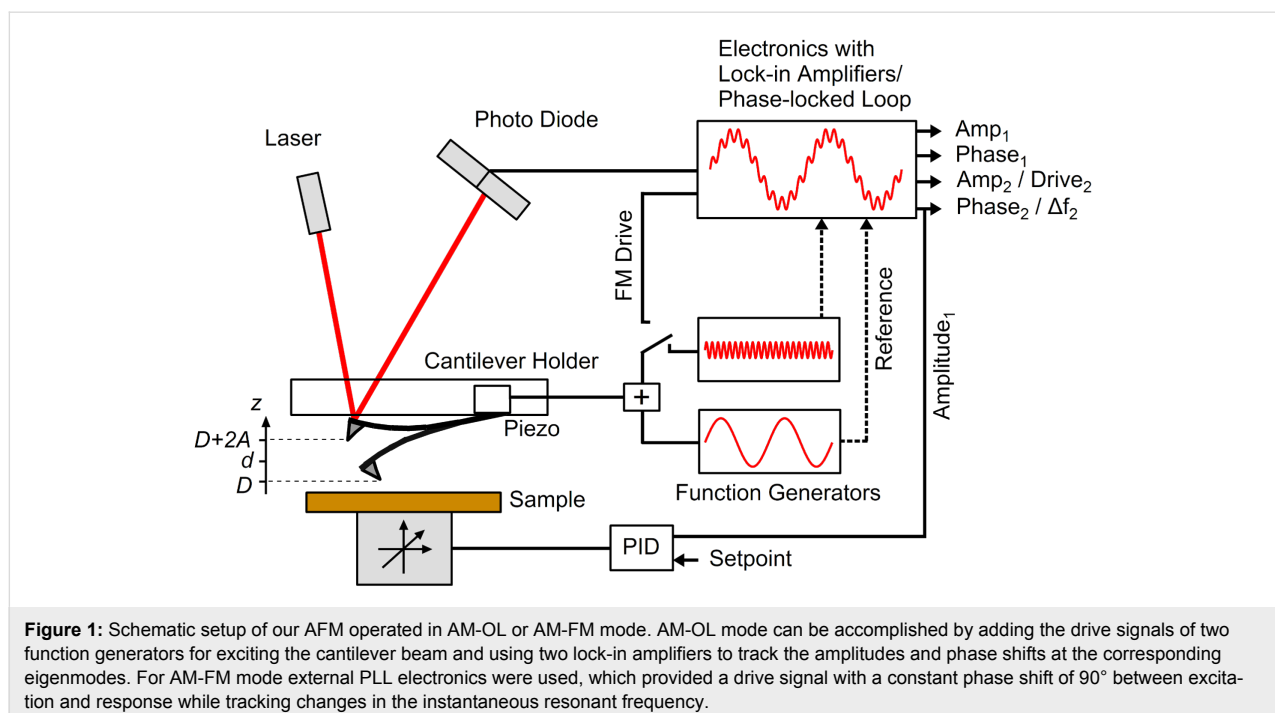 Electronics with
Lock-in Amplifiers/
Phase-locked Loop
Photo Diode
Laser
Amp₁
Phase₁
Amp₂ / Drive₂
Phase₂ / Δf₂
FM Drive
Reference
Amplitude₁
Cantilever Holder
+
Piezo
z
D+2A
d
D
Function Generators
Sample
PID
Setpoint
Figure 1: Schematic setup of our AFM operated in AM-OL or AM-FM mode. AM-OL mode can be accomplished by adding the drive signals of two
function generators for exciting the cantilever beam and using two lock-in amplifiers to track the amplitudes and phase shifts at the corresponding
eigenmodes. For AM-FM mode external PLL electronics were used, which provided a drive signal with a constant phase shift of 90° between excita-
tion and response while tracking changes in the instantaneous resonant frequency.